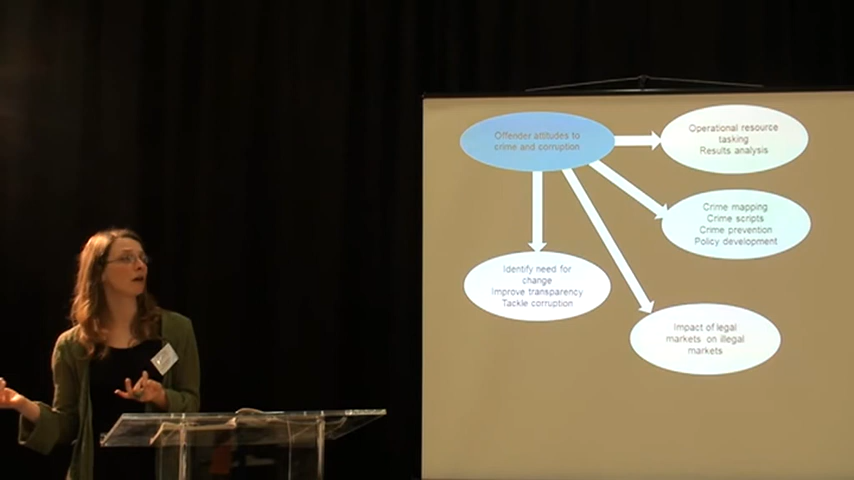 Offender attitudes to
crime and corruption
Operational resource
tasking
Results analysis
Crime mapping
Crime scripts
Crime prevention
Policy development
Identify need for
change
Improve transparency
Tackle corruption
Impact of legal
markets on illegal
markets